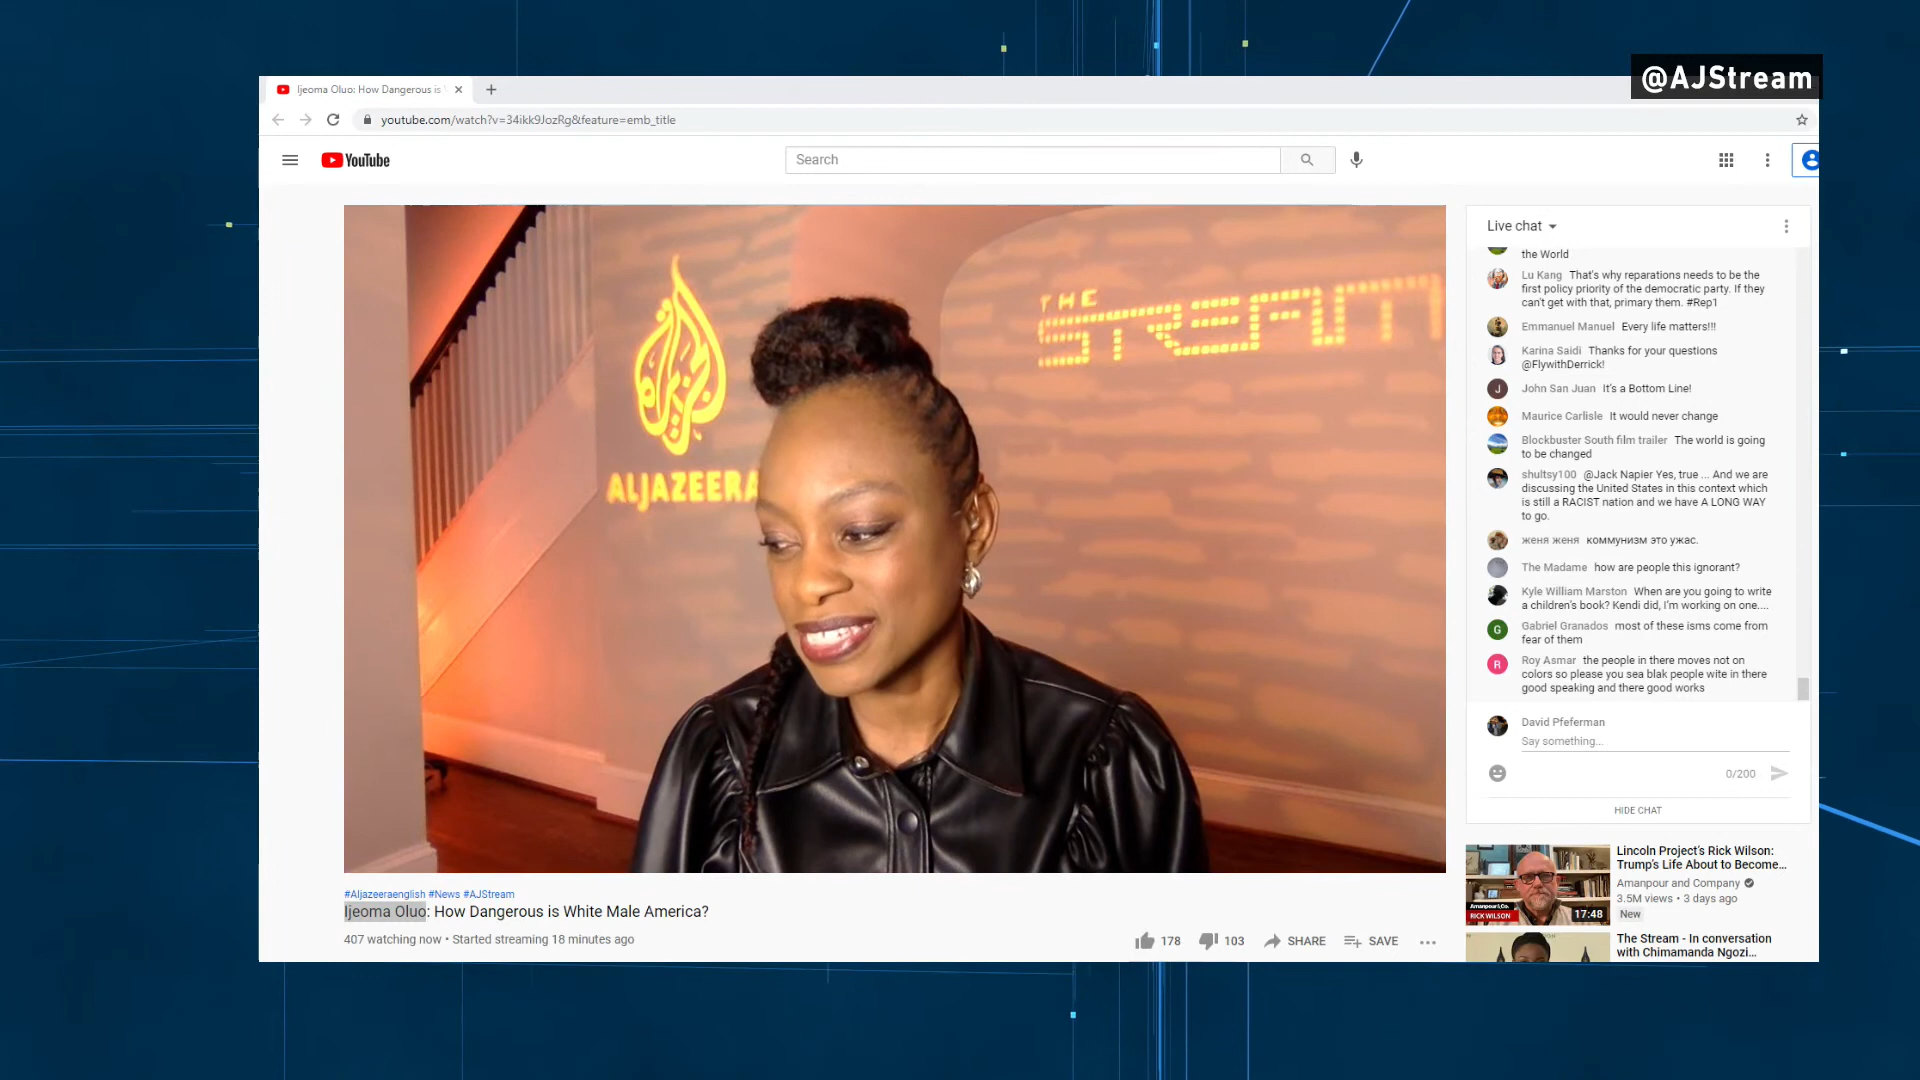 @AJStream
Ijeoma Oluo: How Dangerous is
youtube.com/watch?v=34ikk9JozRg&feature=emb_title
YouTube
Search
ALJAZEERA
THE
STREAM
Live chat
the World
Lu Kang That's why reparations needs to be the
first policy priority of the democratic party. If they
can't get with that, primary them. #Rep1
Emmanuel Manuel Every life matters!!!
Karina Saidi Thanks for your questions
@FlywithDerrick!
J John San Juan It's a Bottom Line!
Maurice Carlisle It would never change
Blockbuster South film trailer The world is going
to be changed
shultsy100 @Jack Napier Yes, true ... And we are
discussing the United States in this context which
is still a RACIST nation and we have A LONG WAY
to go.
женя женя коммунизм это ужас.
The Madame how are people this ignorant?
Kyle William Marston When are you going to write
a children's book? Kendi did, I'm working on one....
G Gabriel Granados most of these isms come from
fear of them
R Roy Asmar the people in there moves not on
colors so please you sea blak people wite in there
good speaking and there good works
David Pfeferman
Say something...
0/200
HIDE CHAT
#Aljazeeraenglish #News #AJStream
Ijeoma Oluo: How Dangerous is White Male America?
407 watching now • Started streaming 18 minutes ago
178 103 SHARE SAVE
Amanpour&Co.
RICK WILSON
17:48
Lincoln Project's Rick Wilson:
Trump's Life About to Become...
Amanpour and Company
3.5M views • 3 days ago
New
The Stream - In conversation
with Chimamanda Ngozi...